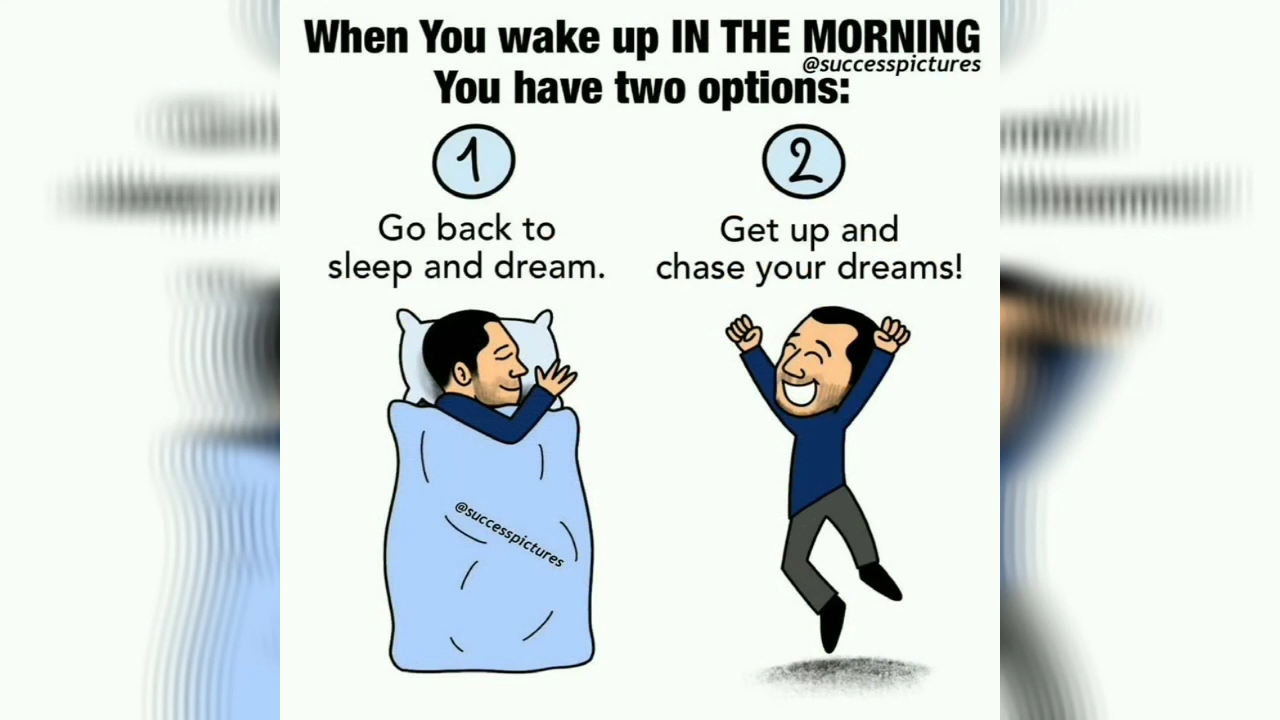 When You wake up IN THE MORNING
@successpictures
You have two options:
1
Go back to
sleep and dream.
2
Get up and
chase your dreams!
@successpictures